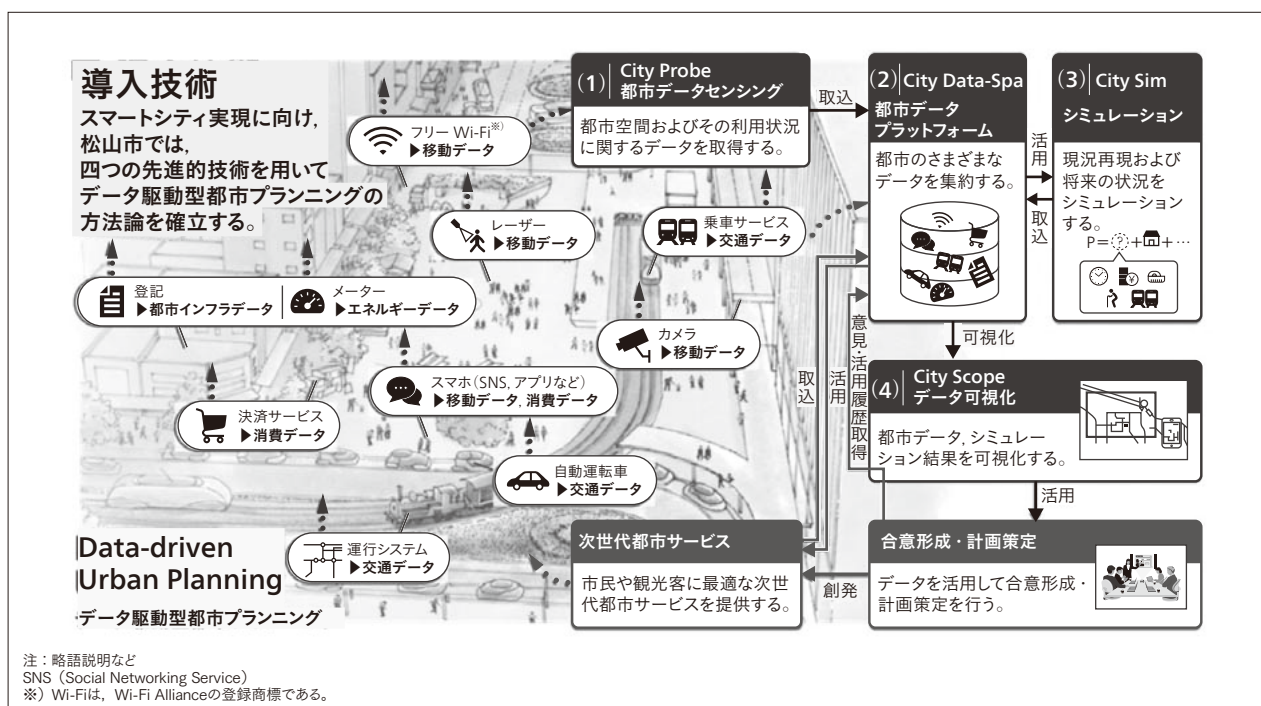 導入技術
スマートシティ実現に向け,
松山市では,
四つの先進的技術を用いて
データ駆動型都市プランニングの
方法論を確立する。
フリー Wi-Fi※)
▶移動データ
レーザー
▶移動データ
乗車サービス
▶交通データ
登記
▶都市インフラデータ
メーター
▶エネルギーデータ
カメラ
▶移動データ
スマホ(SNS, アプリなど)
▶移動データ, 消費データ
決済サービス
▶消費データ
自動運転車
▶交通データ
運行システム
▶交通データ
Data-driven
Urban Planning
データ駆動型都市プランニング
(1) City Probe
都市データセンシング
都市空間およびその利用状況
に関するデータを取得する。
取込
(2) City Data-Spa
都市データ
プラットフォーム
都市のさまざまな
データを集約する。
活用
取込
(3) City Sim
シミュレーション
現況再現および
将来の状況を
シミュレーション
する。
P=?+ + …
可視化
(4) City Scope
データ可視化
都市データ, シミュレー
ション結果を可視化する。
取込
活用
意見・活用履歴取得
活用
合意形成・計画策定
データを活用して合意形成・
計画策定を行う。
創発
次世代都市サービス
市民や観光客に最適な次世
代都市サービスを提供する。
注：略語説明など
SNS（Social Networking Service）
※）Wi-Fiは，Wi-Fi Allianceの登録商標である。